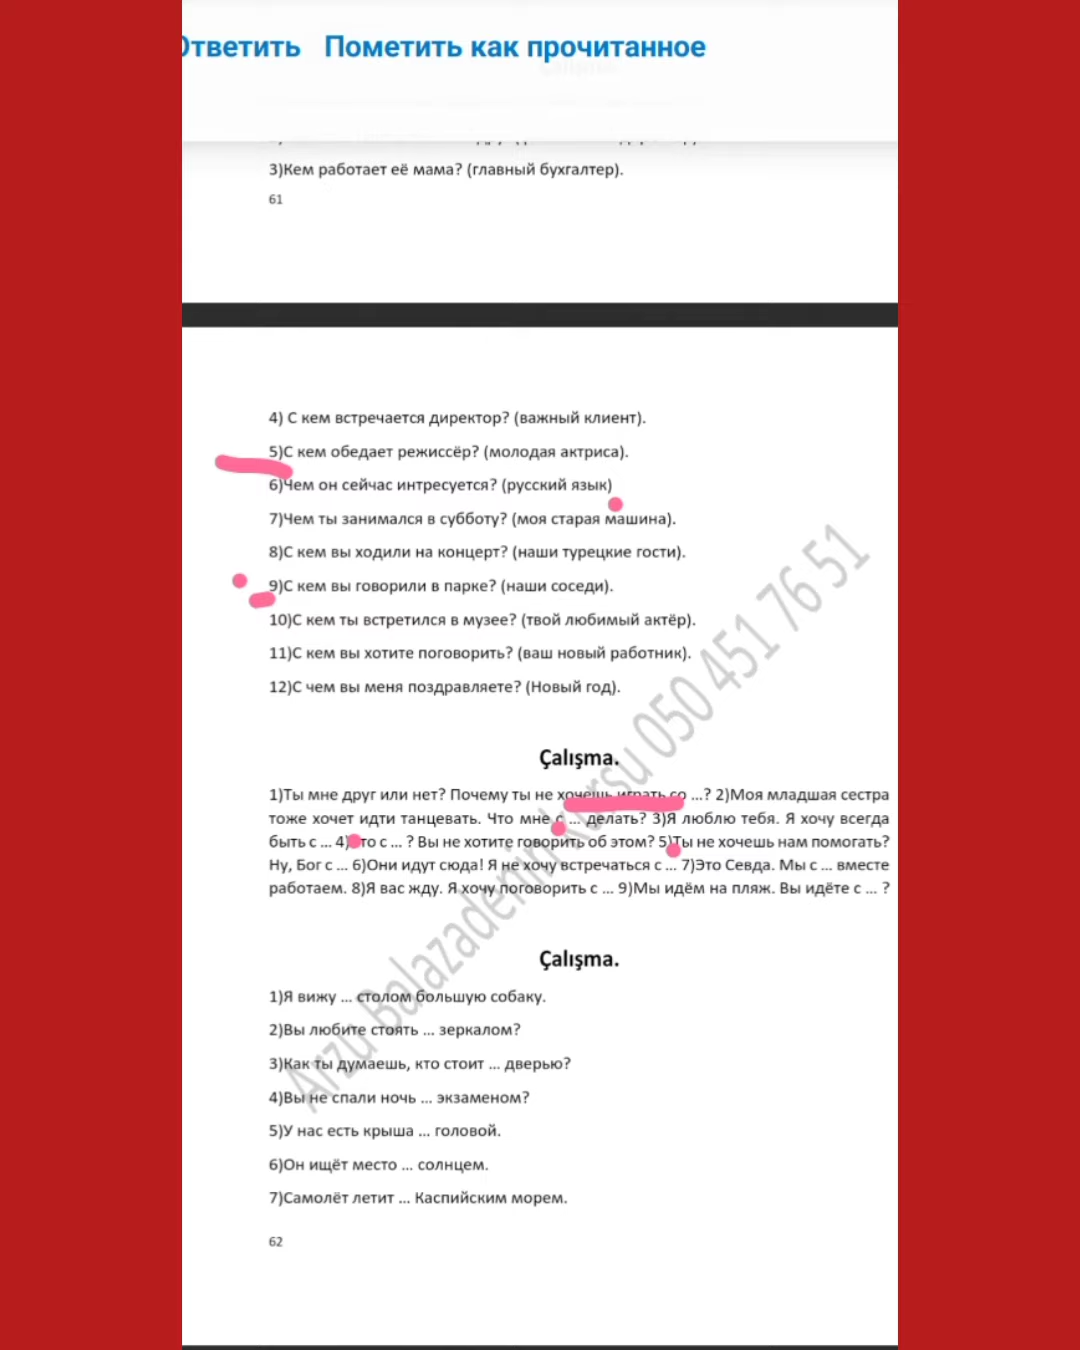 Ответить Пометить как прочитанное
3)Кем работает её мама? (главный бухгалтер).
61
4) С кем встречается директор? (важный клиент).
5)С кем обедает режиссёр? (молодая актриса).
6)Чем он сейчас интресуется? (русский язык)
7)Чем ты занимался в субботу? (моя старая машина).
8)С кем вы ходили на концерт? (наши турецкие гости).
9)С кем вы говорили в парке? (наши соседи).
10)С кем ты встретился в музее? (твой любимый актёр).
11)С кем вы хотите поговорить? (ваш новый работник).
12)С чем вы меня поздравляете? (Новый год).
Çalışma.
1)Ты мне друг или нет? Почему ты не хочешь играть со ...? 2)Моя младшая сестра
тоже хочет идти танцевать. Что мне с ... делать? 3)Я люблю тебя. Я хочу всегда
быть с ... 4) то с ... ? Вы не хотите говорить об этом? 5)Ты не хочешь нам помогать?
Ну, Бог с ... 6)Они идут сюда! Я не хочу встречаться с ... 7)Это Севда. Мы с ... вместе
работаем. 8)Я вас жду. Я хочу поговорить с ... 9)Мы идём на пляж. Вы идёте с ... ?
Çalışma.
1)Я вижу ... столом большую собаку.
2)Вы любите стоять ... зеркалом?
3)Как ты думаешь, кто стоит ... дверью?
4)Вы не спали ночь ... экзаменом?
5)У нас есть крыша ... головой.
6)Он ищёт место ... солнцем.
7)Самолёт летит ... Каспийским морем.
62
Arzu Balazadenin kursu 050 451 76 51